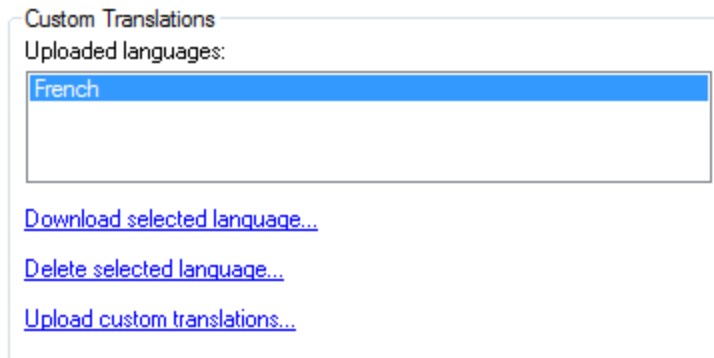 Custom Translations
Uploaded languages:
French
Download selected language...
Delete selected language...
Upload custom translations...